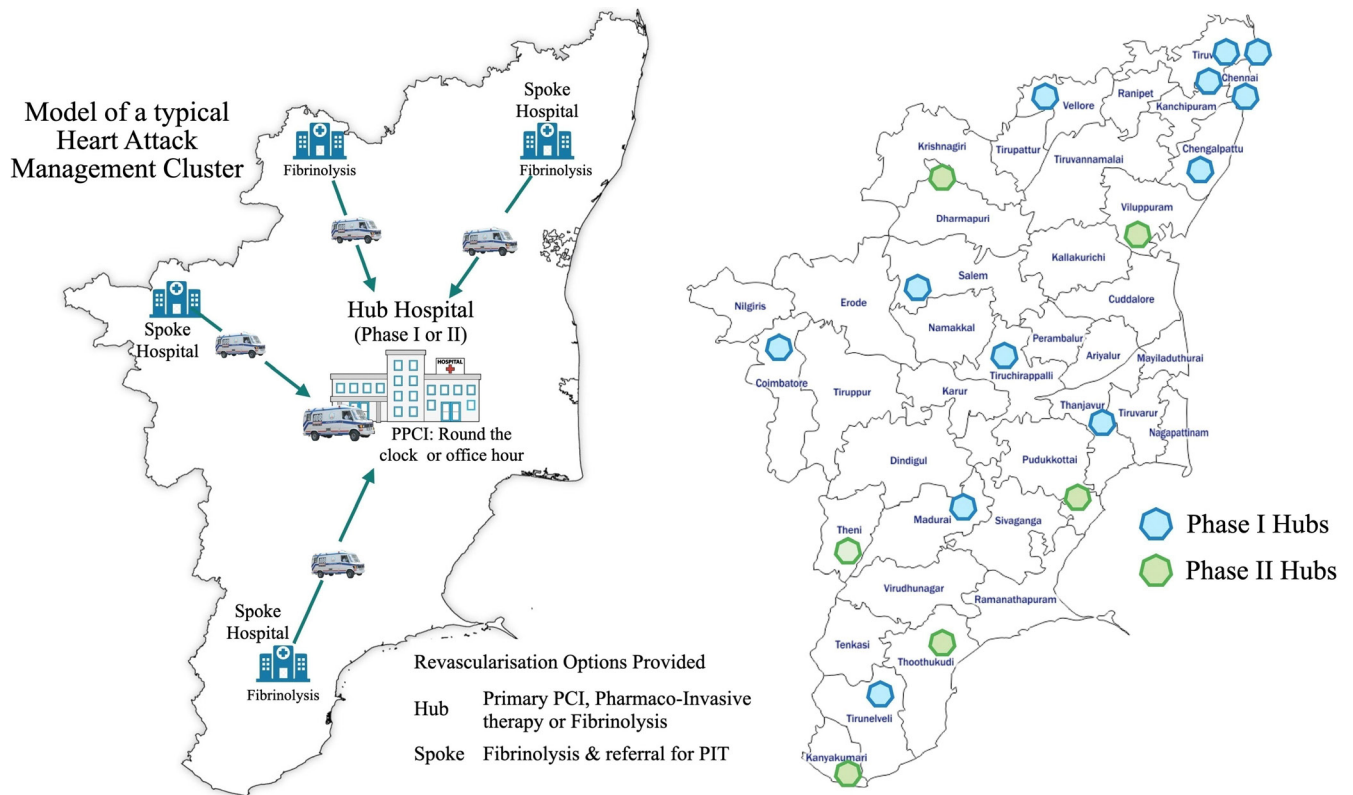 Model of a typical
Heart Attack
Management Cluster
Spoke
Hospital
Fibrinolysis
Fibrinolysis
Spoke
Hospital
Hub Hospital
(Phase I or II)
HOSPITAL
PPCI: Round the
clock or office hour
Spoke
Hospital
Fibrinolysis
Revascularisation Options Provided
Hub Primary PCI, Pharmaco-Invasive
therapy or Fibrinolysis
Spoke Fibrinolysis & referral for PIT
Chennai
Ranipet
Vellore
Kanchipuram
Krishnagiri
Tirupattur
Tiruvannamalai
Chengalpattu
Viluppuram
Dharmapuri
Kallakurichi
Salem
Nilgiris
Erode
Cuddalore
Namakkal
Perambalur
Ariyalur
Mayiladuthurai
Coimbatore
Tiruppur
Karur
Tiruchirappalli
Thanjavur
Tiruvarur
Nagapattinam
Dindigul
Pudukkottai
Theni
Madurai
Sivaganga
Phase I Hubs
Phase II Hubs
Virudhunagar
Ramanathapuram
Tenkasi
Thoothukudi
Tirunelveli
Kanyakumari